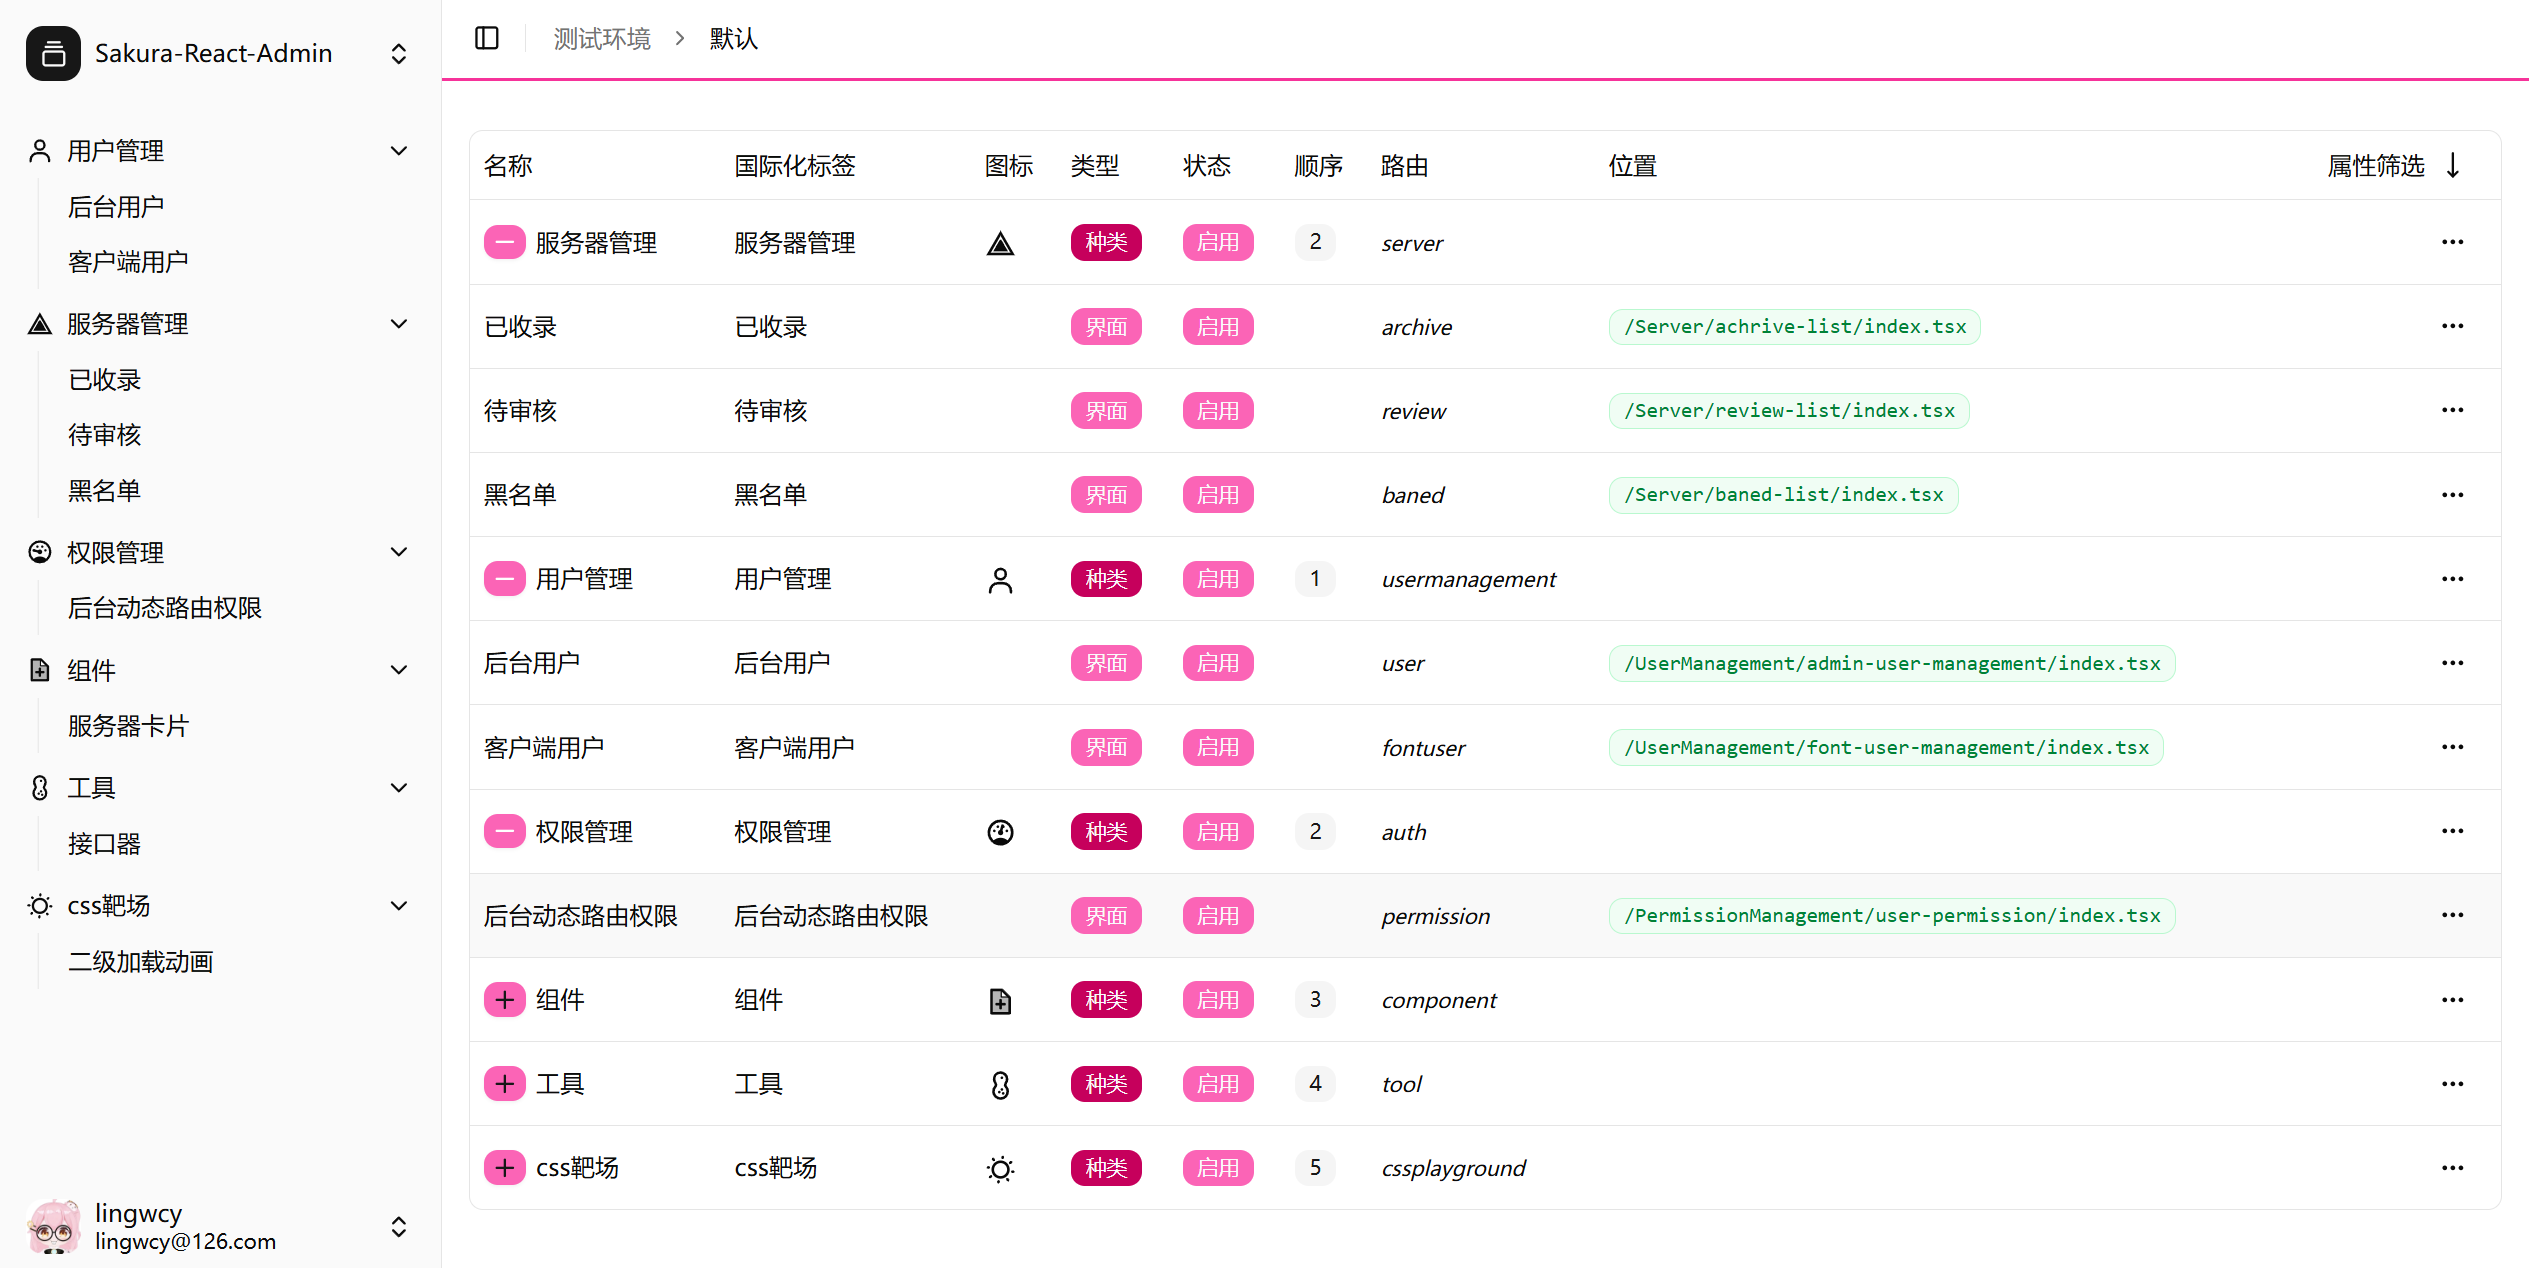 Sakura-React-Admin
用户管理
后台用户
客户端用户
服务器管理
已收录
待审核
黑名单
权限管理
后台动态路由权限
组件
服务器卡片
工具
接口器
css靶场
二级加载动画
lingwcy
lingwcy@126.com
测试环境 > 默认
名称 国际化标签 图标 类型 状态 顺序 路由 位置 属性筛选
服务器管理 服务器管理 种类 启用 2 server
已收录 已收录 界面 启用 archive /Server/achrive-list/index.tsx
待审核 待审核 界面 启用 review /Server/review-list/index.tsx
黑名单 黑名单 界面 启用 baned /Server/baned-list/index.tsx
用户管理 用户管理 种类 启用 1 usermanagement
后台用户 后台用户 界面 启用 user /UserManagement/admin-user-management/index.tsx
客户端用户 客户端用户 界面 启用 fontuser /UserManagement/font-user-management/index.tsx
权限管理 权限管理 种类 启用 2 auth
后台动态路由权限 后台动态路由权限 界面 启用 permission /PermissionManagement/user-permission/index.tsx
组件 组件 种类 启用 3 component
工具 工具 种类 启用 4 tool
css靶场 css靶场 种类 启用 5 cssplayground